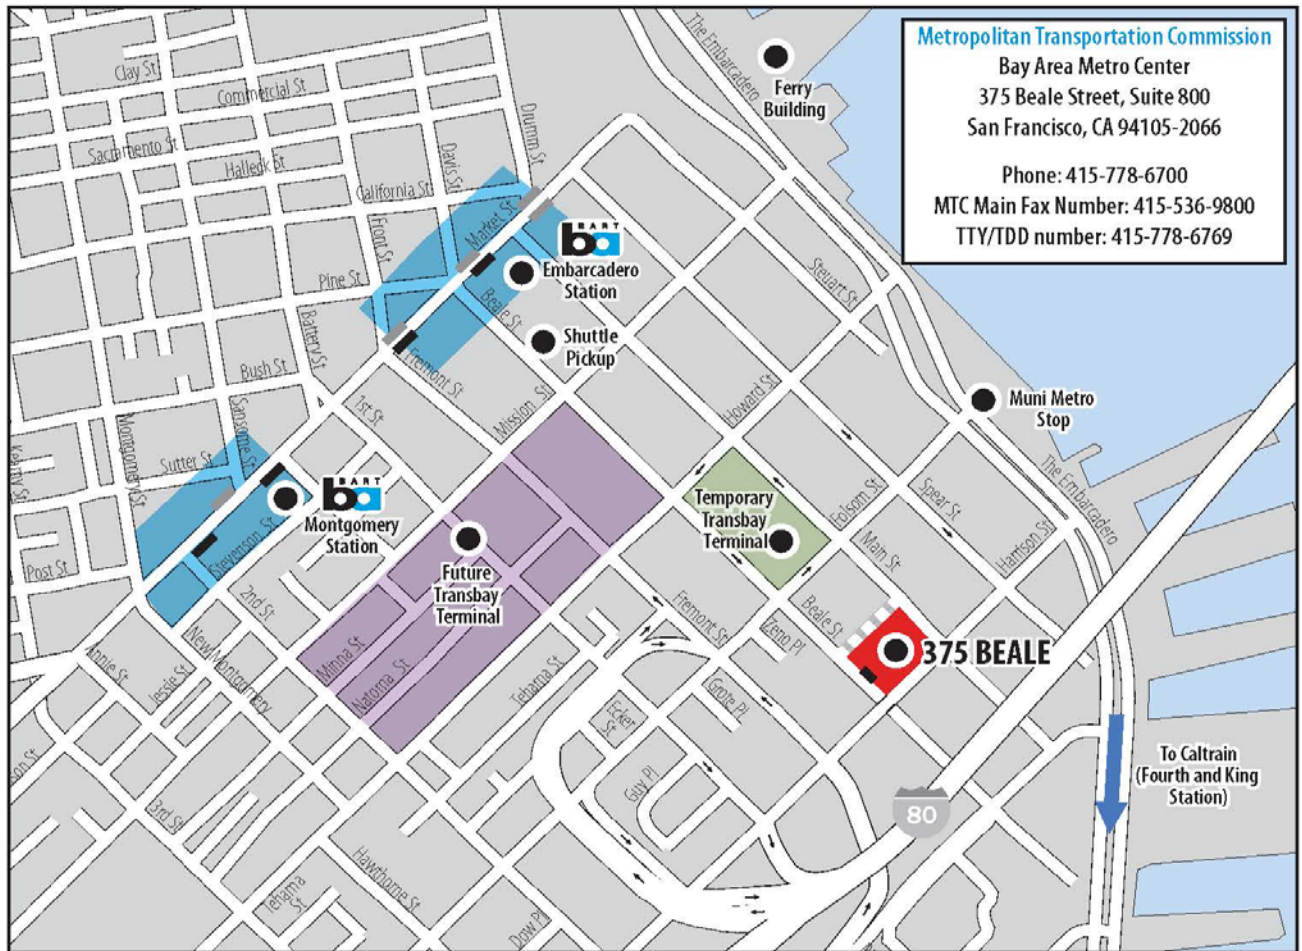 Metropolitan Transportation Commission
Bay Area Metro Center
375 Beale Street, Suite 800
San Francisco, CA 94105-2066
Phone: 415-778-6700
MTC Main Fax Number: 415-536-9800
TTY/TDD number: 415-778-6769
The Embarcadero
Ferry
Building
Clay St
Commercial St
Sacramento St
Halleck St
Drumm St
Davis St
California St
Front St
Market St
BART
ba
Embarcadero
Station
Steuart St
Pine St
Beale St
Battery St
Shuttle
Pickup
Bush St
Fremont St
1st St
Mission St
Howard St
Muni Metro
Stop
Montgomery St
Sansome St
Kearny St
Sutter St
BART
ba
Montgomery
Station
Stevenson St
Temporary
Transbay
Terminal
Folsom St
Spear St
The Embarcadero
Harrison St
Main St
Post St
Future
Transbay
Terminal
2nd St
Fremont St
Beale St
Zeno Pl
375 BEALE
Annie St
Jessie St
New Montgomery
Minna St
Natoma St
Tehama St
Ecker St
Grote Pl
Guy Pl
80
To Caltrain
(Fourth and King
Station)
son St
3rd St
Hawthorne St
Tehama
St
Dow Pl